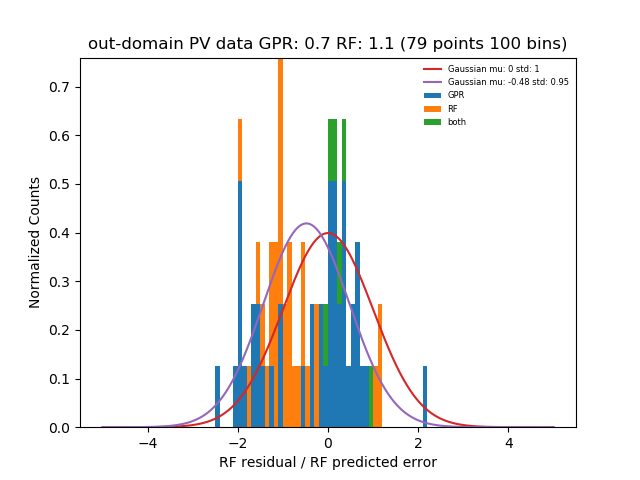 out-domain PV data GPR: 0.7 RF: 1.1 (79 points 100 bins)
Gaussian mu: 0 std: 1
Gaussian mu: -0.48 std: 0.95
GPR
RF
both
Normalized Counts
0.7
0.6
0.5
0.4
0.3
0.2
0.1
0.0
−4 −2 0 2 4
RF residual / RF predicted error